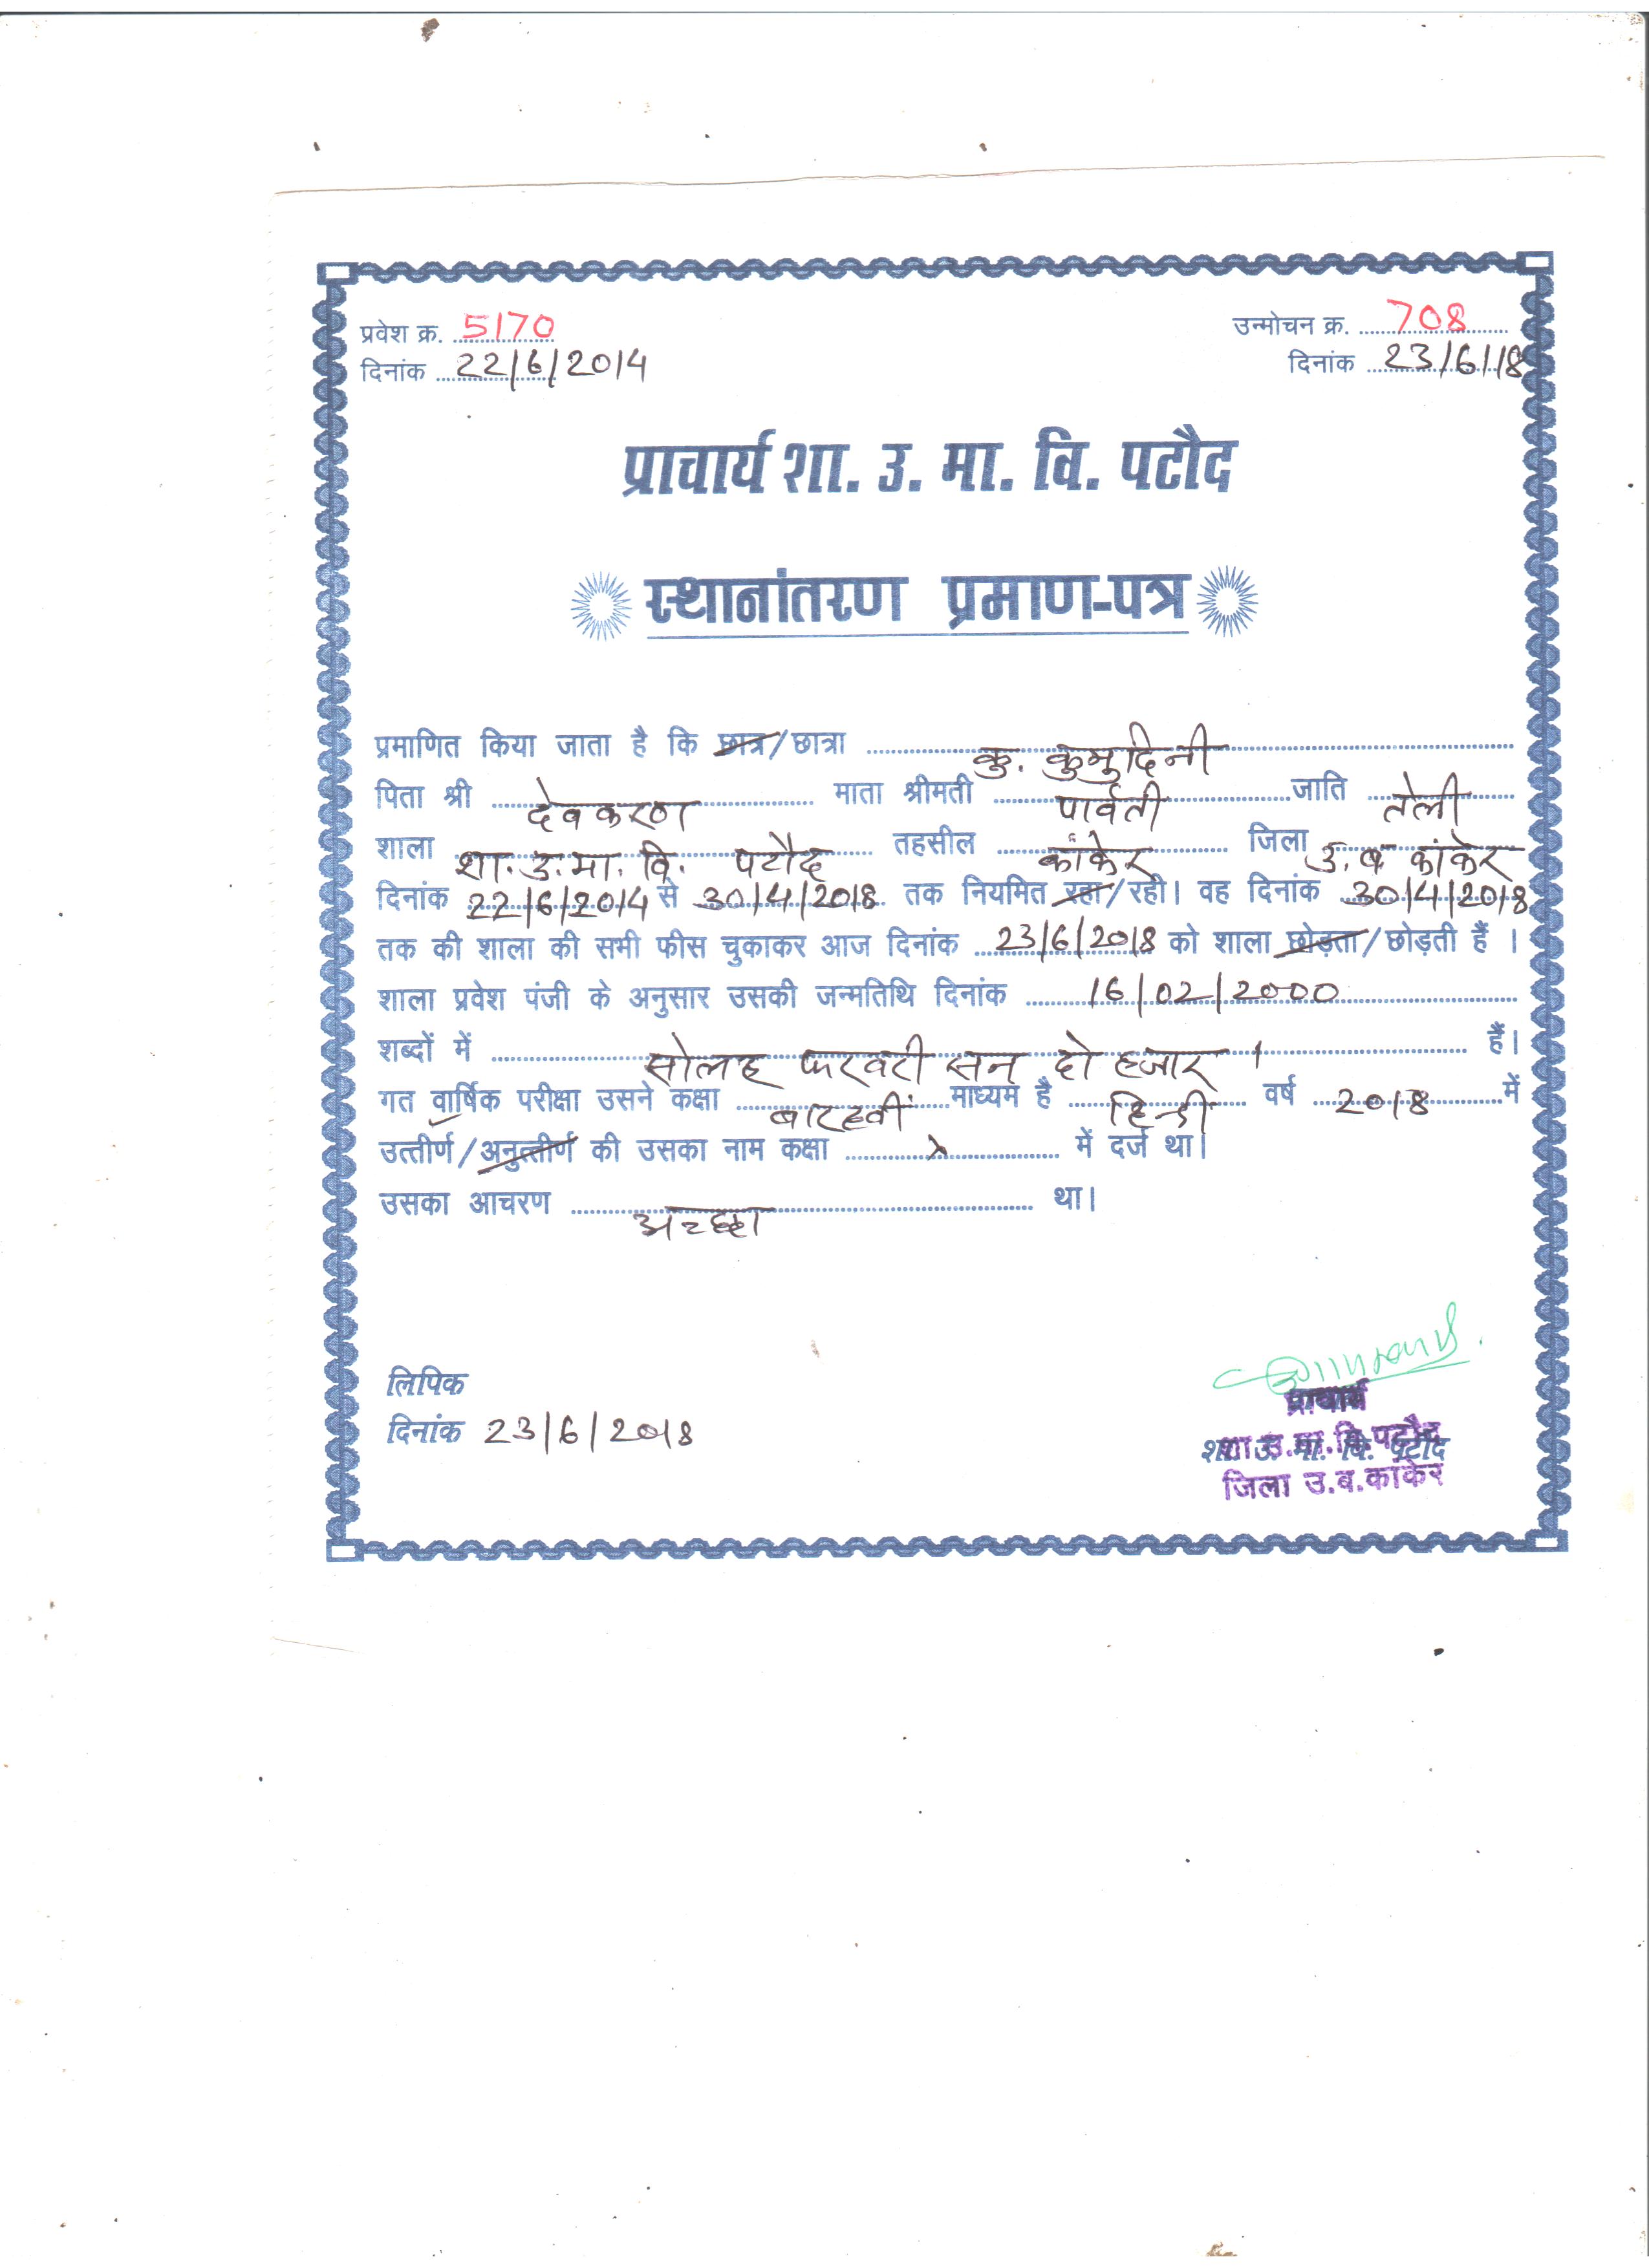 प्रवेश क्र. 5170
उन्मोचन क्र. 708
दिनांक 22/6/2014
दिनांक 23/6/18
प्राचार्य शा. उ. मा. वि. पटौद
स्थानांतरण प्रमाण-पत्र
प्रमाणित किया जाता है कि छात्र/छात्रा कु. कुमुदिनी
पिता श्री देवकरण माता श्रीमती पार्वती जाति तेली
शाला शा.उ.मा. वि. पटौद तहसील कांकेर जिला उ.ब कांकेर
दिनांक 22/6/2014 से 30/4/2018 तक नियमित रहा/रही। वह दिनांक 30/4/2018
तक की शाला की सभी फीस चुकाकर आज दिनांक 23/6/2018 को शाला छोड़ता/छोड़ती हैं ।
शाला प्रवेश पंजी के अनुसार उसकी जन्मतिथि दिनांक 16/02/2000
शब्दों में सोलह फरवरी सन दो हजार । हैं।
गत वार्षिक परीक्षा उसने कक्षा बारहवीं माध्यम है हिन्दी वर्ष 2018 में
उत्तीर्ण/अनुत्तीर्ण की उसका नाम कक्षा x में दर्ज था।
उसका आचरण अच्छा था।
लिपिक
दिनांक 23/6/2018
प्राचार्य
शा. उ. मा. वि. पटौद
जिला उ.ब.कांकेर